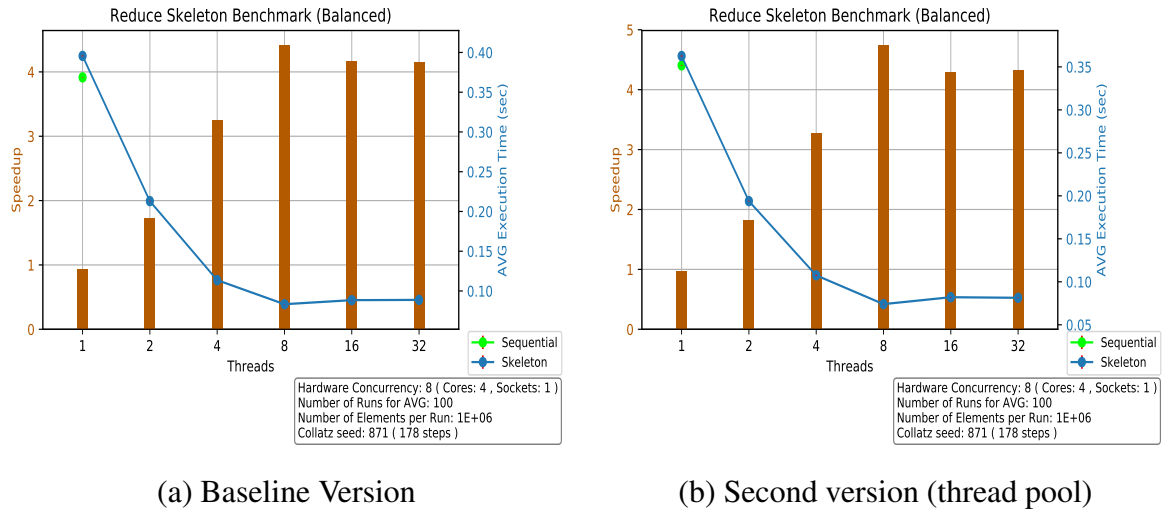 Reduce Skeleton Benchmark (Balanced)
Speedup
4
3
2
1
0
0.40
0.35
0.30
0.25
0.20
0.15
0.10
AVG Execution Time (sec)
1 2 4 8 16 32
Threads
Sequential
Skeleton
Hardware Concurrency: 8 ( Cores: 4 , Sockets: 1 )
Number of Runs for AVG: 100
Number of Elements per Run: 1E+06
Collatz seed: 871 ( 178 steps )
(a) Baseline Version
Reduce Skeleton Benchmark (Balanced)
Speedup
5
4
3
2
1
0
0.35
0.30
0.25
0.20
0.15
0.10
0.05
AVG Execution Time (sec)
1 2 4 8 16 32
Threads
Sequential
Skeleton
Hardware Concurrency: 8 ( Cores: 4 , Sockets: 1 )
Number of Runs for AVG: 100
Number of Elements per Run: 1E+06
Collatz seed: 871 ( 178 steps )
(b) Second version (thread pool)